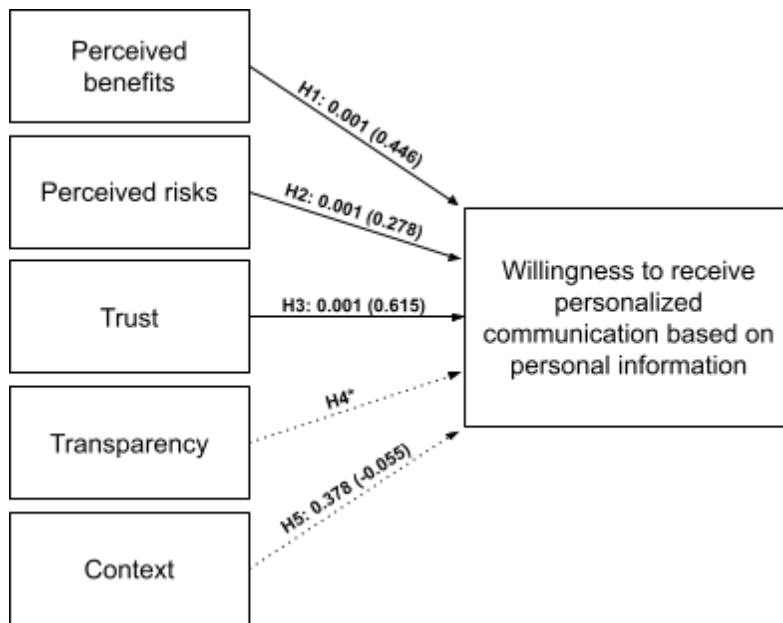 Perceived
benefits
H1: 0.001 (0.446)
Perceived risks
H2: 0.001 (0.278)
Trust
H3: 0.001 (0.615)
Transparency
H4*
Context
H5: 0.378 (-0.055)
Willingness to receive
personalized
communication based on
personal information